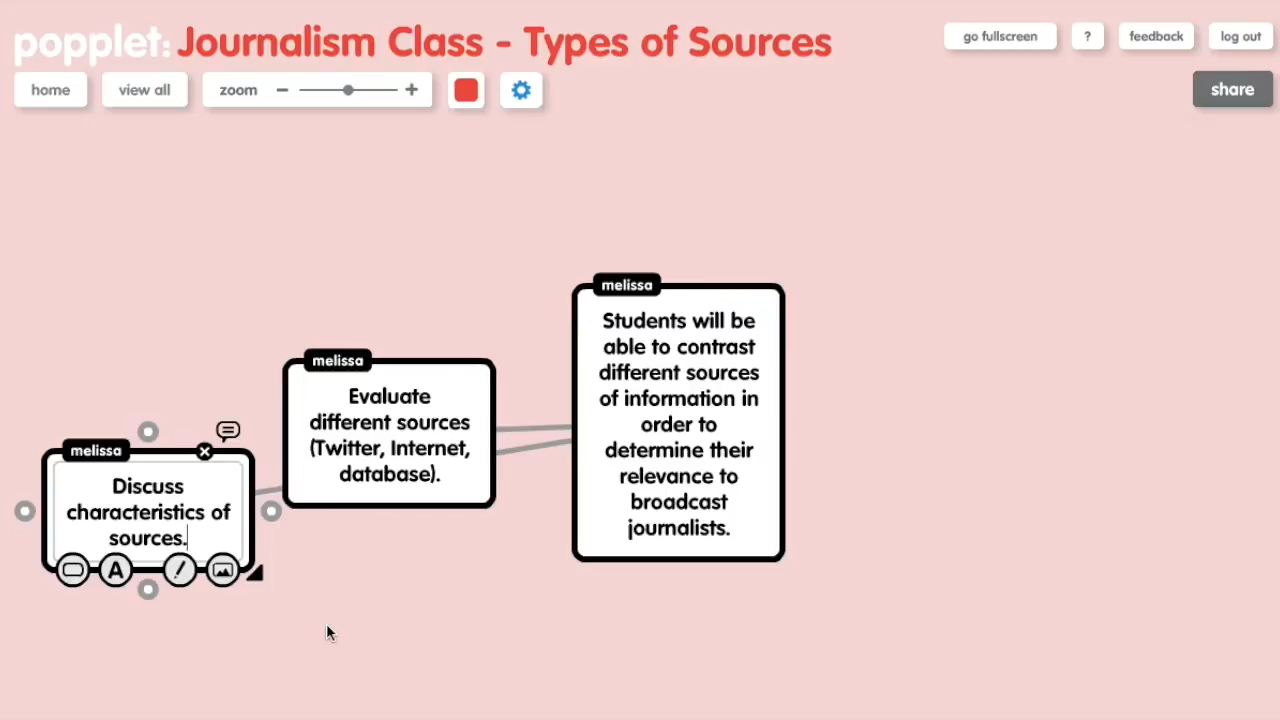 popplet: Journalism Class - Types of Sources
go fullscreen
?
feedback
log out
home
view all
zoom
share
melissa
Students will be
able to contrast
different sources
of information in
order to
determine their
relevance to
broadcast
journalists.
melissa
Evaluate
different sources
(Twitter, Internet,
database).
melissa
Discuss
characteristics of
sources.
A